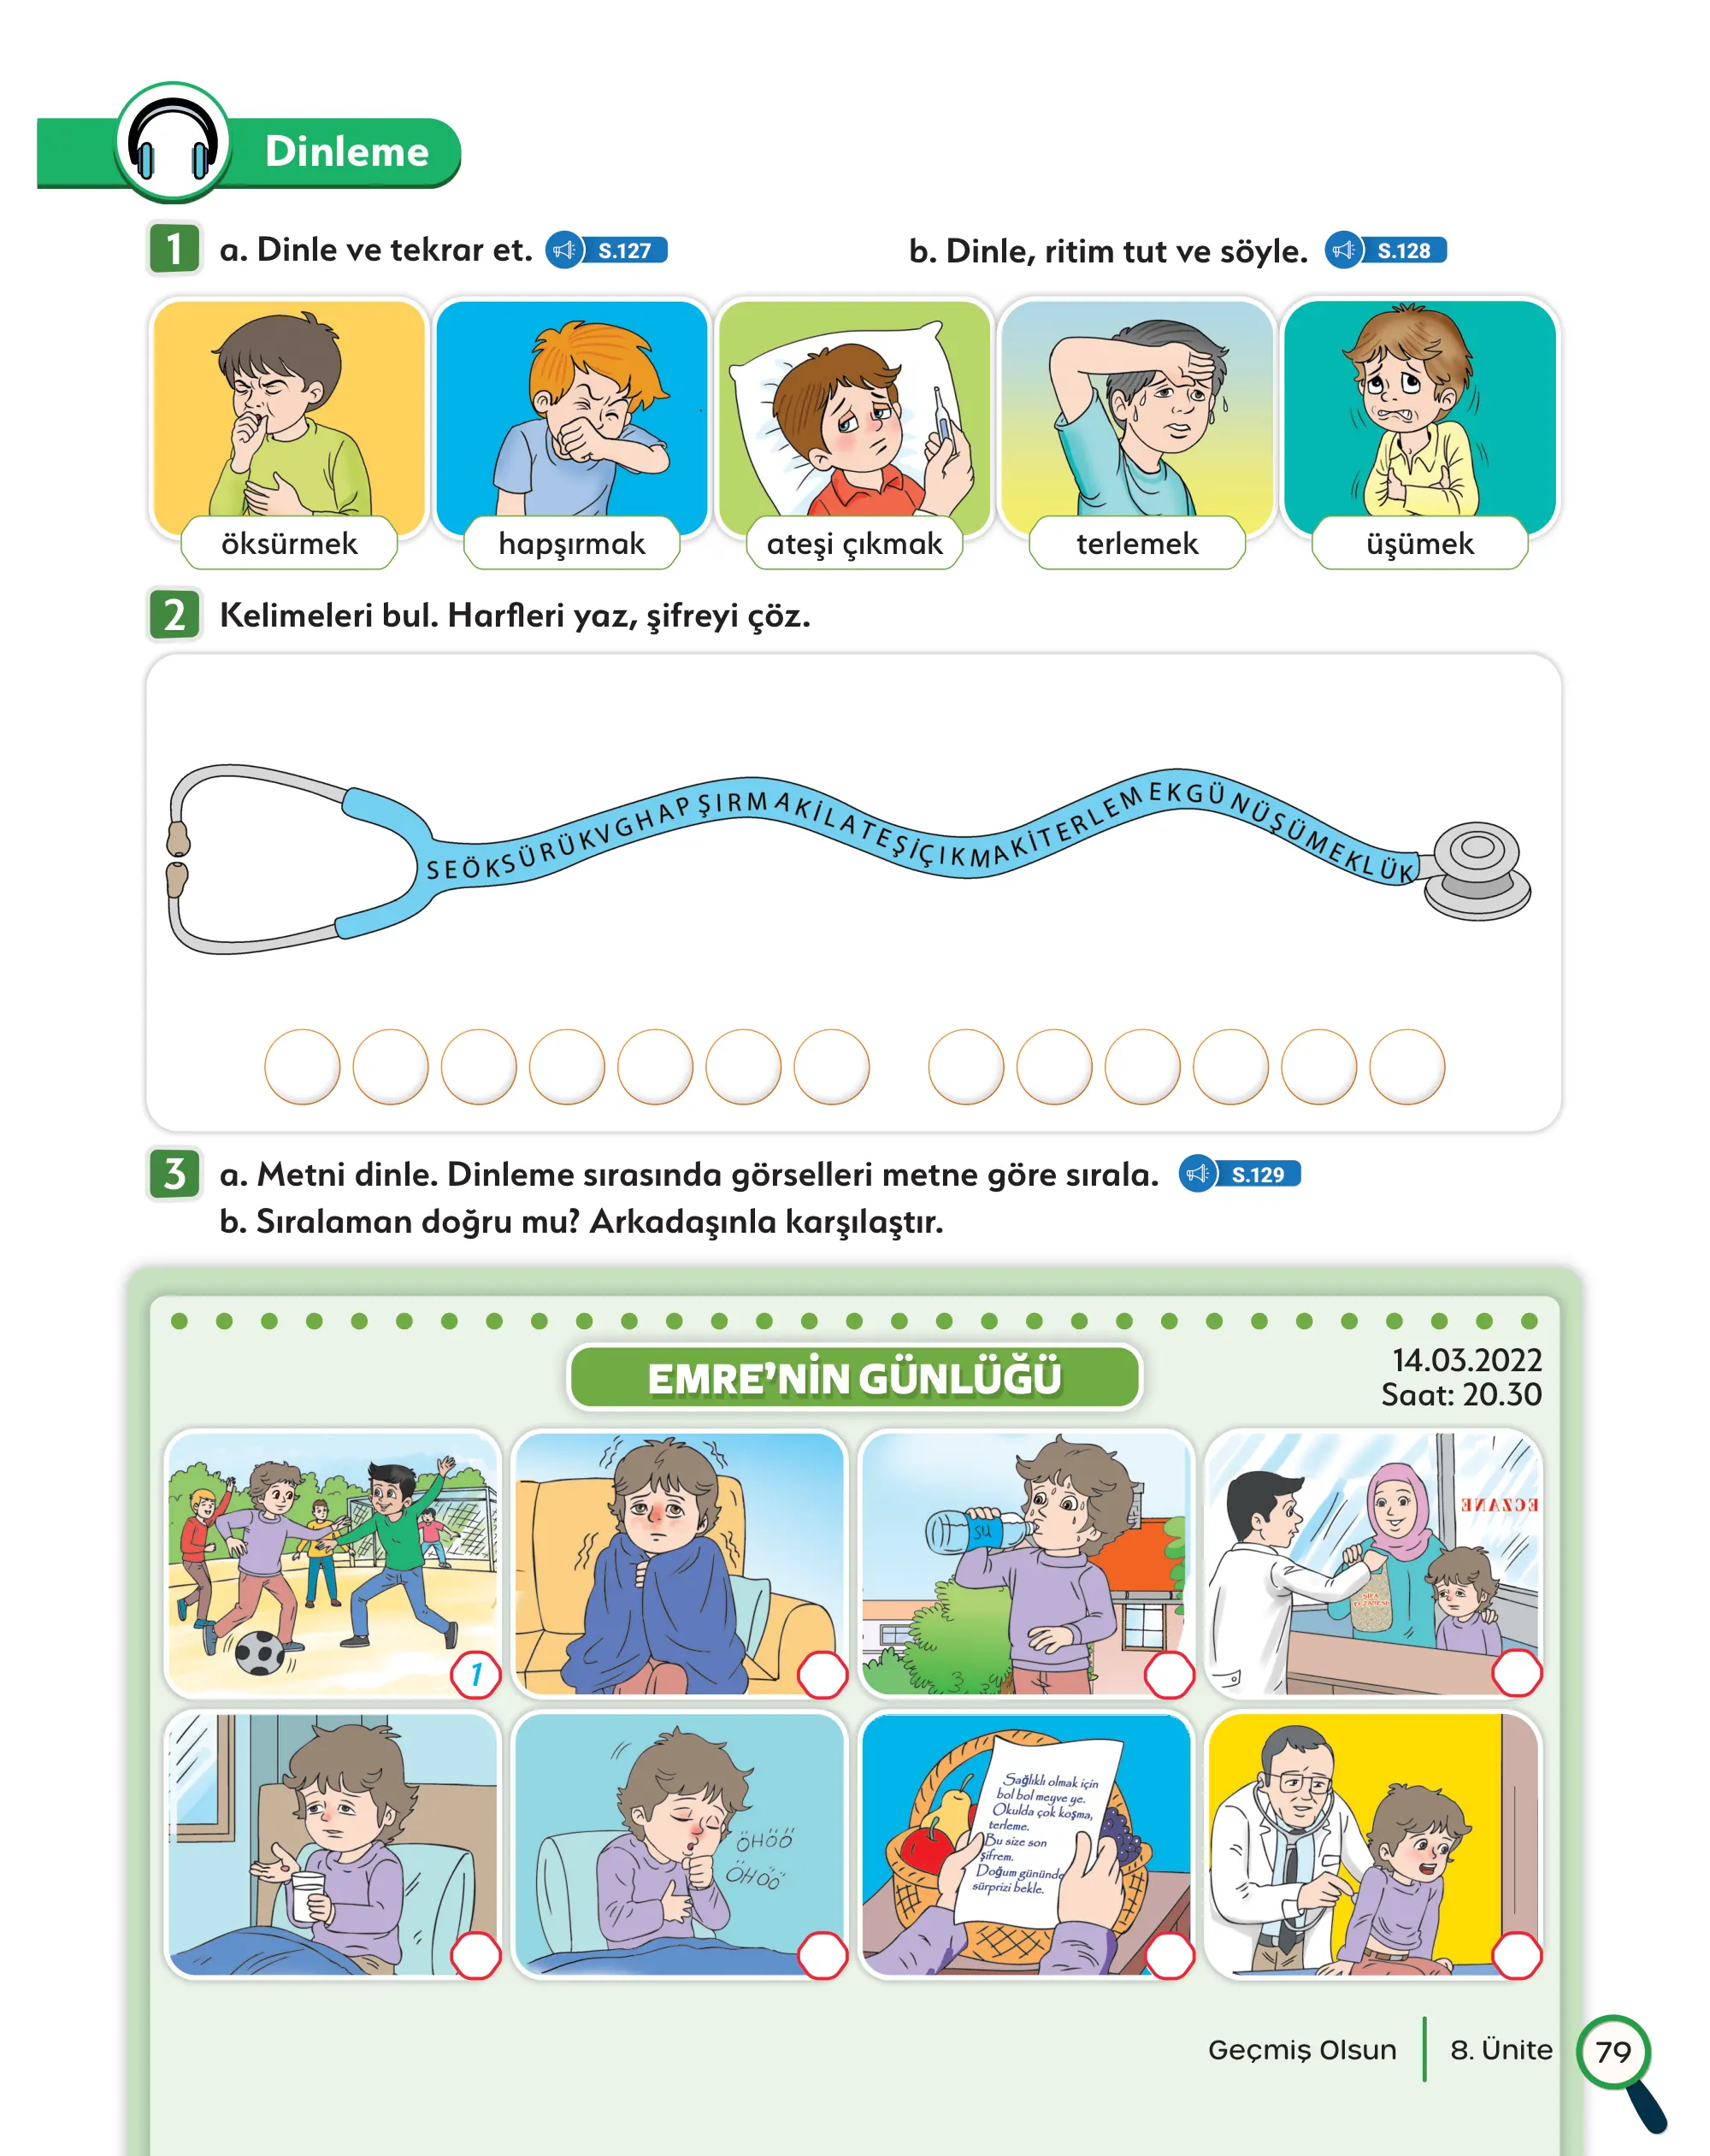 Dinleme
1 a. Dinle ve tekrar et. S.127 b. Dinle, ritim tut ve söyle. S.128
öksürmek hapşırmak ateşi çıkmak terlemek üşümek
2 Kelimeleri bul. Harfleri yaz, şifreyi çöz.
SEÖKSÜRÜKVGHAPŞIRMAKİLATEŞİÇIKMAKİTERLEMEKGÜNÜŞÜMEKLÜK
3 a. Metni dinle. Dinleme sırasında görselleri metne göre sırala. S.129
b. Sıralaman doğru mu? Arkadaşınla karşılaştır.
EMRE'NİN GÜNLÜĞÜ
14.03.2022
Saat: 20.30
SU
ECZANE
1
ÖHÖÖ
ÖHÖÖ
Sağlıklı olmak için
bol bol meyve ye.
Okulda çok koşma,
terleme.
Bu size son
şifrem.
Doğum gününde
sürprizi bekle.
Geçmiş Olsun 8. Ünite 79